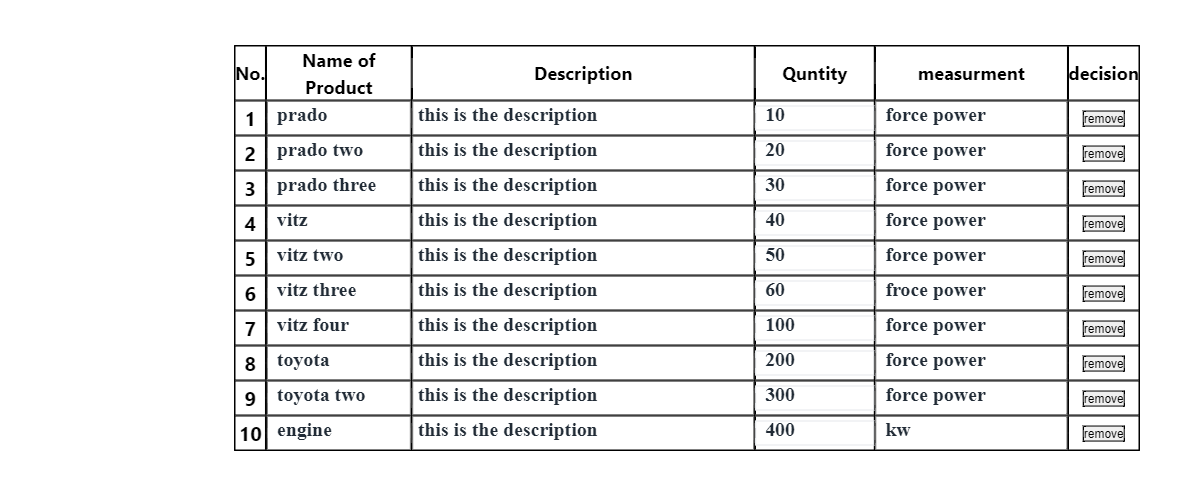 No. Name of Product Description Quntity measurment decision
1 prado this is the description 10 force power remove
2 prado two this is the description 20 force power remove
3 prado three this is the description 30 force power remove
4 vitz this is the description 40 force power remove
5 vitz two this is the description 50 force power remove
6 vitz three this is the description 60 froce power remove
7 vitz four this is the description 100 force power remove
8 toyota this is the description 200 force power remove
9 toyota two this is the description 300 force power remove
10 engine this is the description 400 kw remove